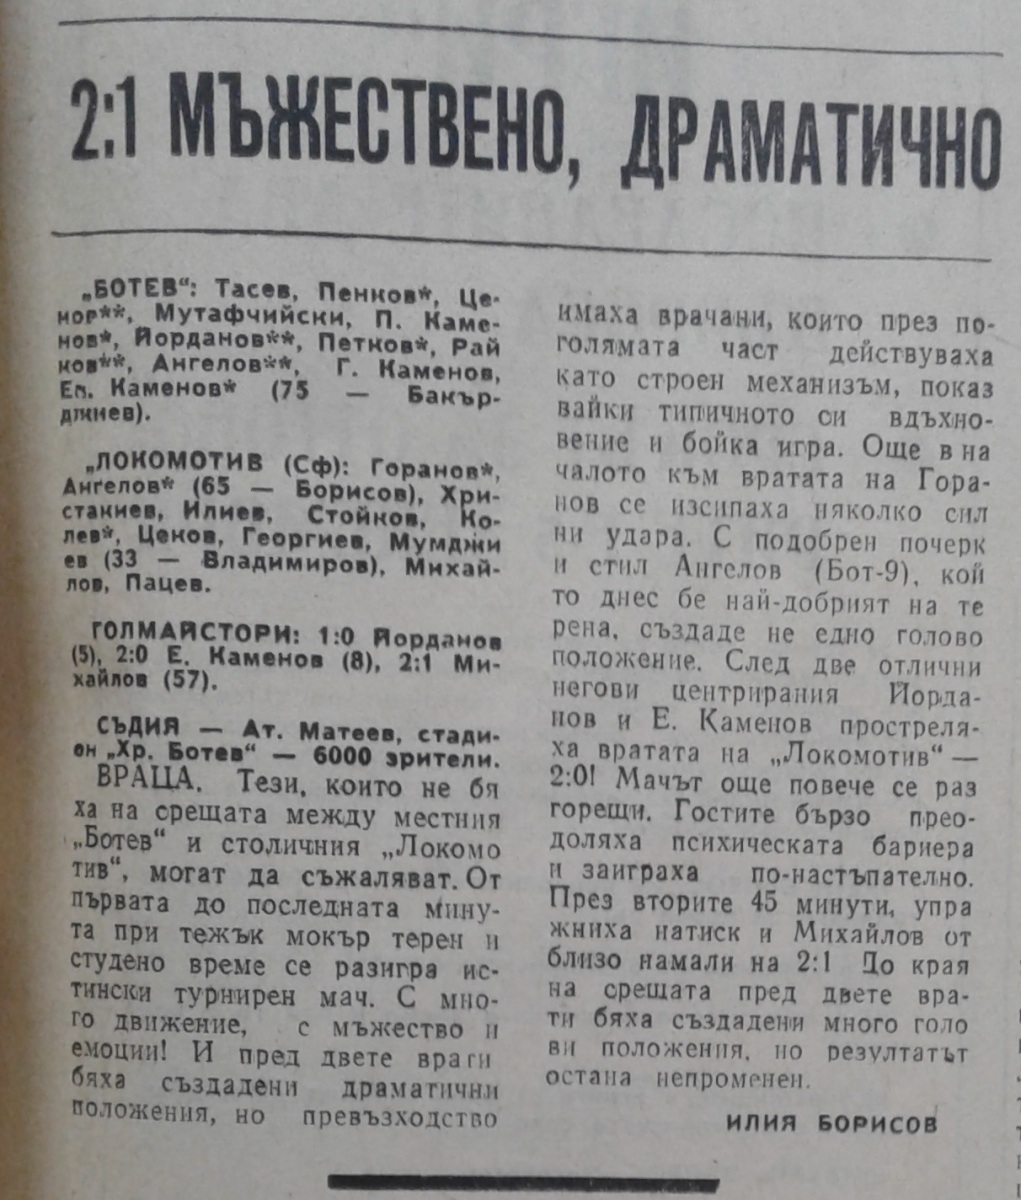 2:1 МЪЖЕСТВЕНО, ДРАМАТИЧНО
„БОТЕВ“: Тасев, Пенков*, Це-
нор**, Мутафчийски, П. Каме-
нов*, Йорданов**, Петков*, Рай
ков**, Ангелов**, Г. Каменов,
Ем. Каменов* (75 — Бакър-
джиев).
„ЛОКОМОТИВ (Сф): Горанов*,
Ангелов* (65 — Борисов), Хри-
стакиев, Илиев, Стойков, Ко-
лев*, Цеков, Георгиев, Мумджи
ев (33 — Владимиров), Михай-
лов, Пацев.
ГОЛМАЙСТОРИ: 1:0 Йорданов
(5), 2:0 Е. Каменов (8), 2:1 Ми-
хайлов (57).
СЪДИЯ — Ат. Матеев, стади-
он „Хр. Ботев“ — 6000 зрители.
ВРАЦА. Тези, които не бя
ха на срещата между местния
„Ботев“ и столичния „Локомо
тив“, могат да съжаляват. От
първата до последната мину-
та при тежък мокър терен и
студено време се разигра ис-
тински турнирен мач. С мно-
го движение, с мъжество и
емоции! И пред двете врати
бяха създадени драматични
положения, но превъзходство
имаха врачани, които през по-
голямата част действуваха
като строен механизъм, показ
вайки типичното си вдъхно-
вение и бойка игра. Още в на
чалото към вратата на Гора-
нов се изсипаха няколко сил
ни удара. С подобрен почерк
и стил Ангелов (Бот-9), кой
то днес бе най-добрият на те
рена, създаде не едно голово
положение. След две отлични
негови центрирания Йорда-
нов и Е. Каменов простреля-
ха вратата на „Локомотив“ —
2:0! Мачът още повече се раз
горещи. Гостите бързо прео-
доляха психическата бариера
и заиграха по-настъпателно.
През вторите 45 минути, упра
жниха натиск и Михайлов от
близо намали на 2:1 До края
на срещата пред двете вра-
ти бяха създадени много голо
ви положения, но резултатът
остана непроменен.
ИЛИЯ БОРИСОВ